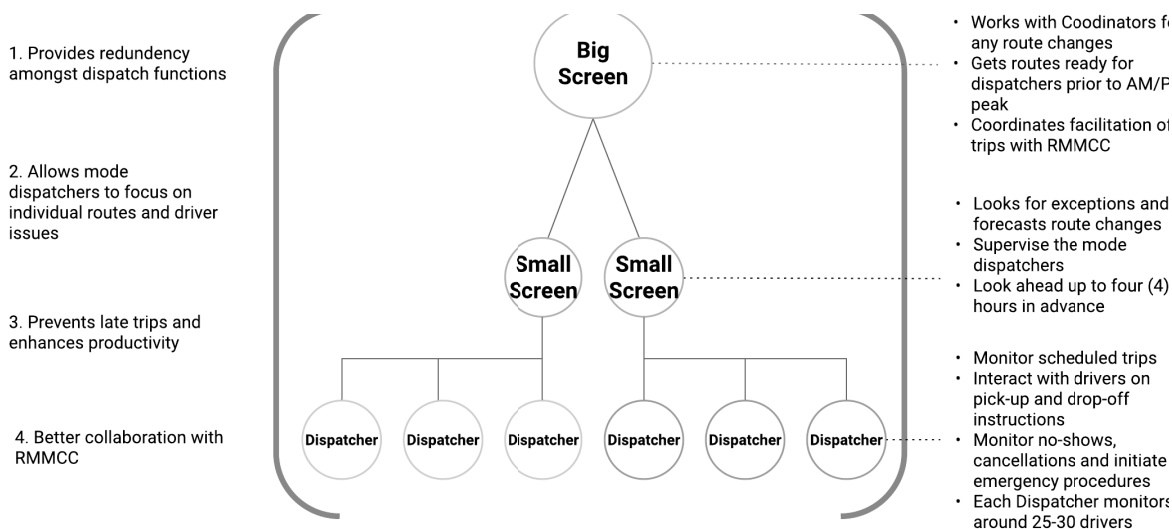 1. Provides redundancy
amongst dispatch functions
2. Allows mode
dispatchers to focus on
individual routes and driver
issues
3. Prevents late trips and
enhances productivity
4. Better collaboration with
RMMCC
Big
Screen
Small
Screen
Small
Screen
Dispatcher
Dispatcher
Dispatcher
Dispatcher
Dispatcher
Dispatcher
• Works with Coodinators
any route changes
• Gets routes ready for
dispatchers prior to
peak
• Coordinates facilitation
trips with RMMCC
• Looks for exceptions and
forecasts route changes
• Supervise the mode
dispatchers
• Look ahead up to four (4)
hours in advance
• Monitor scheduled trips
• Interact with drivers on
pick-up and drop-off
instructions
• Monitor no-shows,
cancellations and initiate
emergency procedures
• Each Dispatcher monitors
around 25-30 drivers